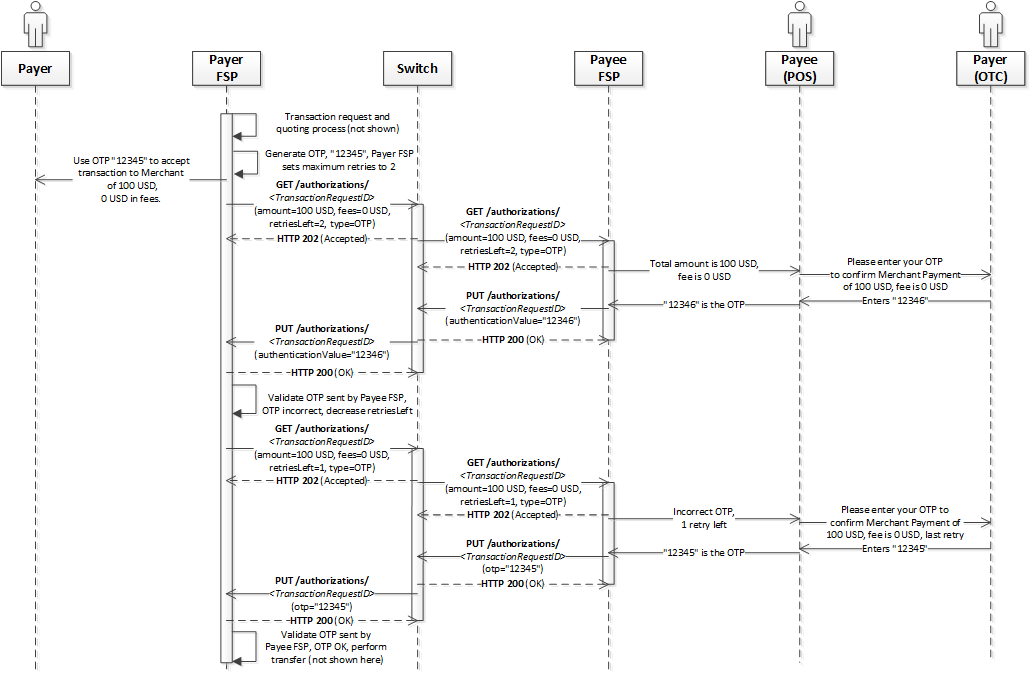 Payer
Payer
FSP
Switch
Payee
FSP
Payee
(POS)
Payer
(OTC)
Transaction request and
quoting process (not shown)
Generate OTP, "12345", Payer FSP
sets maximum retries to 2
Use OTP "12345" to accept
transaction to Merchant
of 100 USD,
0 USD in fees.
GET /authorizations/
<TransactionRequestID>
(amount=100 USD, fees=0 USD,
retriesLeft=2, type=OTP)
HTTP 202 (Accepted)
GET /authorizations/
<TransactionRequestID>
(amount=100 USD, fees=0 USD,
retriesLeft=2, type=OTP)
HTTP 202 (Accepted)
Total amount is 100 USD,
fee is 0 USD
Please enter your OTP
to confirm Merchant Payment
of 100 USD, fee is 0 USD
Enters "12346"
"12346" is the OTP
PUT /authorizations/
<TransactionRequestID>
(authenticationValue="12346")
HTTP 200 (OK)
PUT /authorizations/
<TransactionRequestID>
(authenticationValue="12346")
HTTP 200 (OK)
Validate OTP sent by Payee FSP,
OTP incorrect, decrease retriesLeft
GET /authorizations/
<TransactionRequestID>
(amount=100 USD, fees=0 USD,
retriesLeft=1, type=OTP)
HTTP 202 (Accepted)
GET /authorizations/
<TransactionRequestID>
(amount=100 USD, fees=0 USD,
retriesLeft=1, type=OTP)
HTTP 202 (Accepted)
Incorrect OTP,
1 retry left
Please enter your OTP to
confirm Merchant Payment of
100 USD, fee is 0 USD, last retry
Enters "12345"
"12345" is the OTP
PUT /authorizations/
<TransactionRequestID>
(otp="12345")
HTTP 200 (OK)
PUT /authorizations/
<TransactionRequestID>
(otp="12345")
HTTP 200 (OK)
Validate OTP sent by
Payee FSP, OTP OK, perform
transfer (not shown here)